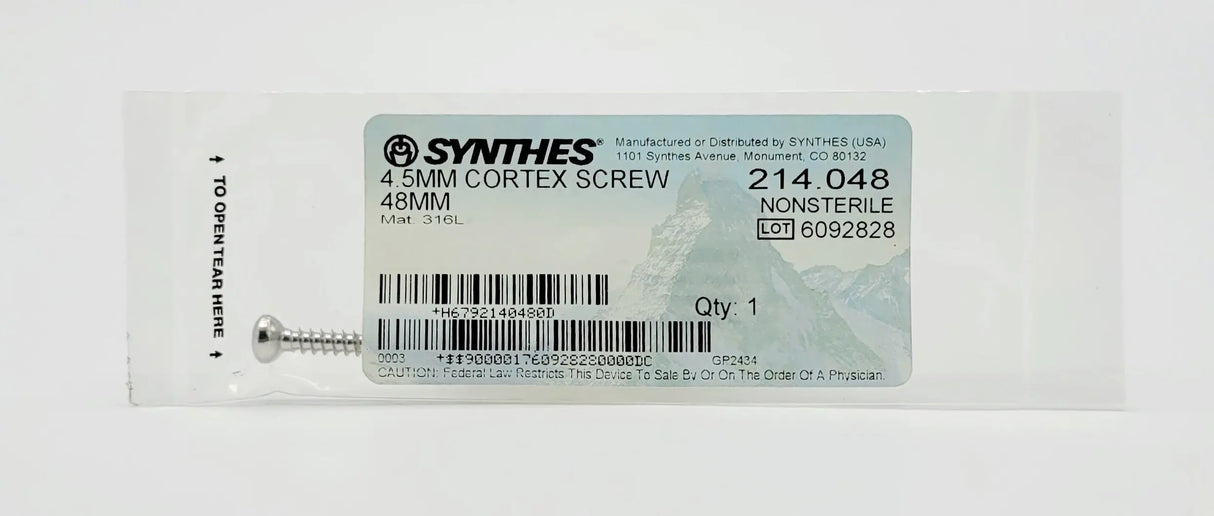 ↑ TO OPEN TEAR HERE ↑
SYNTHES®
Manufactured or Distributed by SYNTHES (USA)
1101 Synthes Avenue, Monument, CO 80132
4.5MM CORTEX SCREW
214.048
48MM
NONSTERILE
Mat. 316L
LOT 6092828
Qty: 1
+H6792140480D
0003 +$$90000176092828​0000DC GP2434
CAUTION: Federal Law Restricts This Device To Sale By Or On The Order Of A Physician.